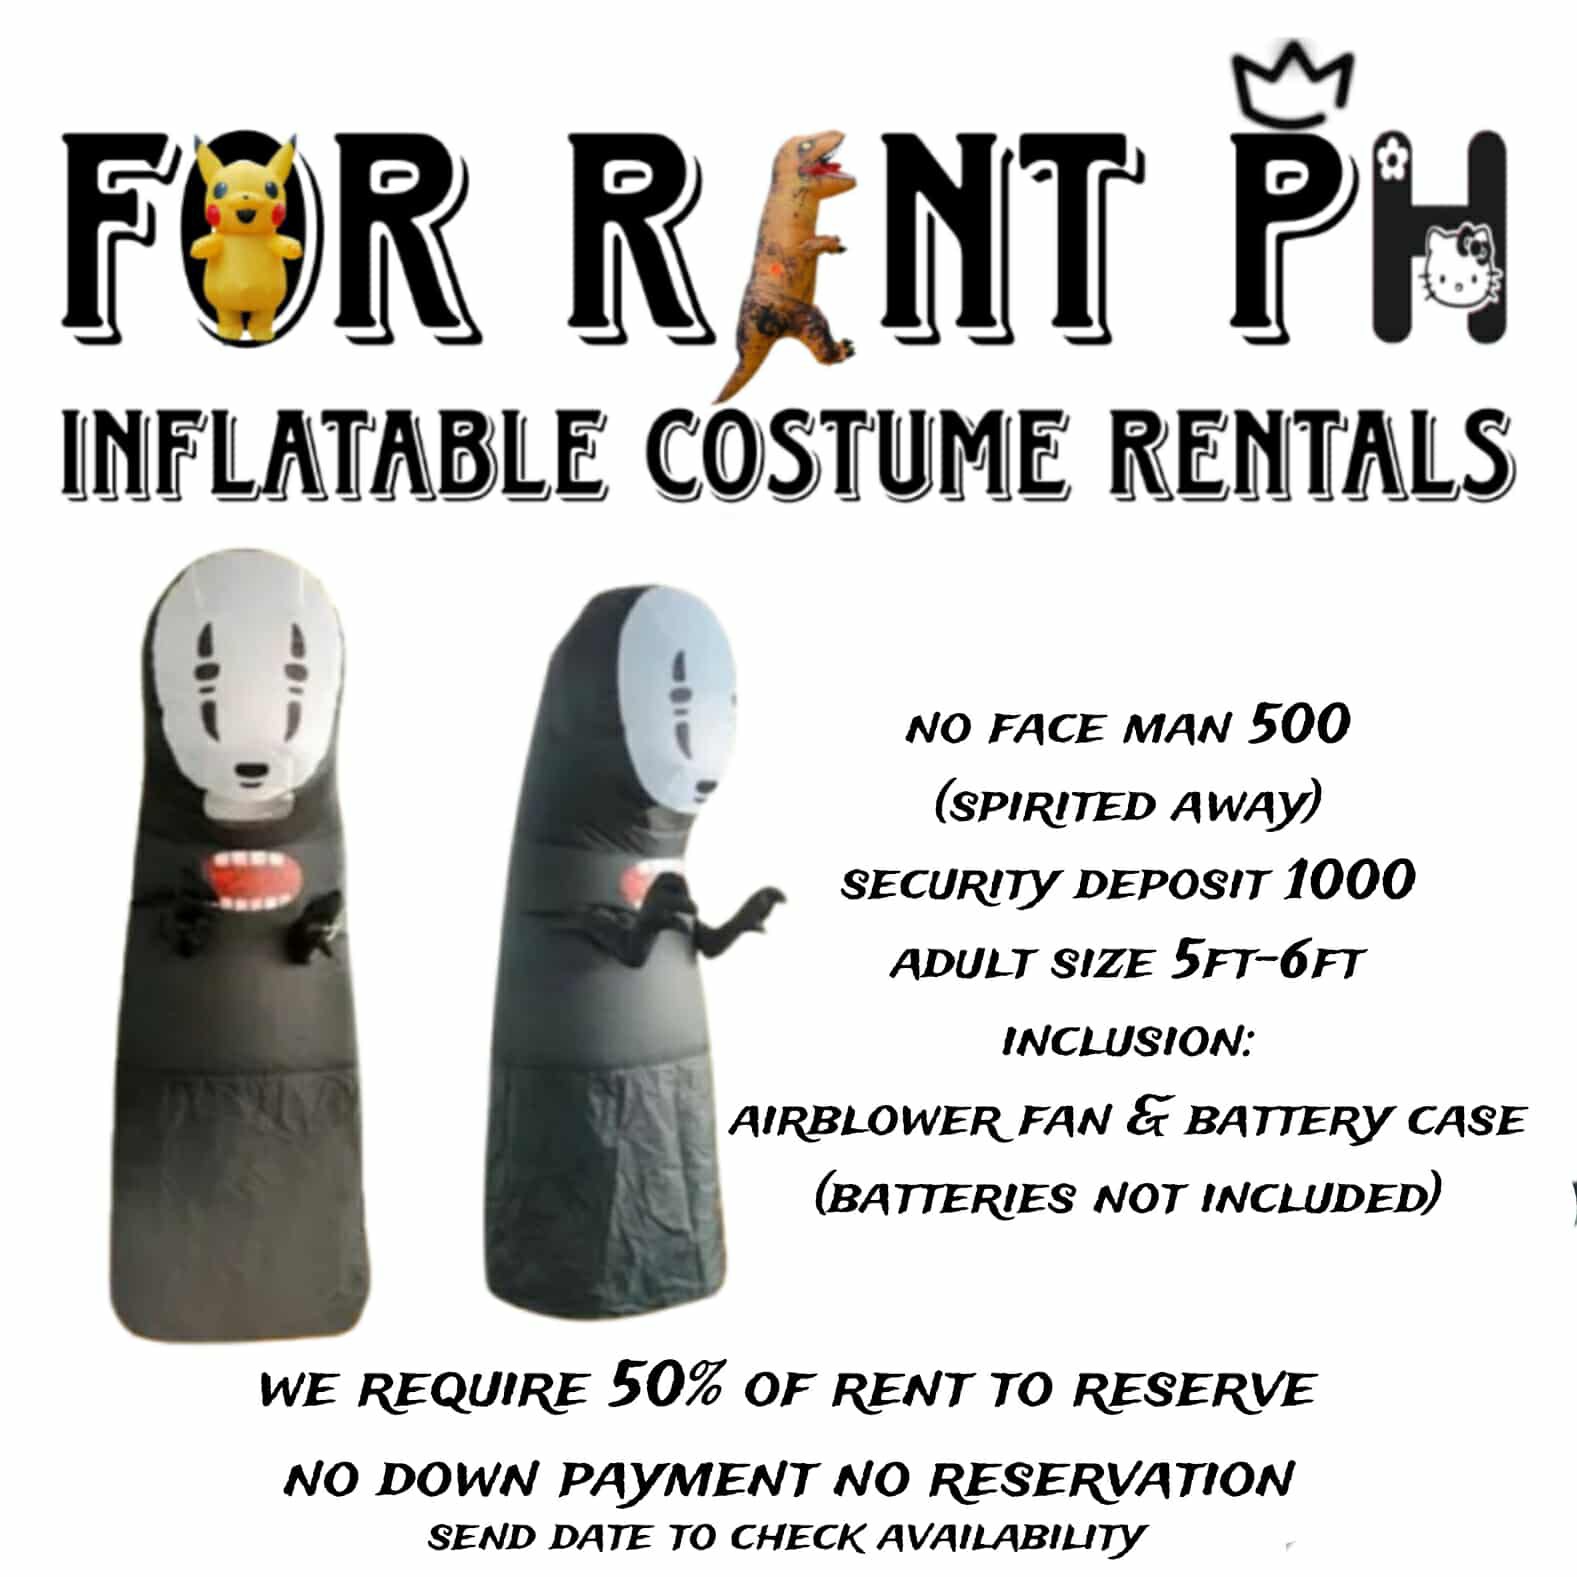 FOR RENT PH
INFLATABLE COSTUME RENTALS
NO FACE MAN 500
(SPIRITED AWAY)
SECURITY DEPOSIT 1000
ADULT SIZE 5FT-6FT
INCLUSION:
AIRBLOWER FAN & BATTERY CASE
(BATTERIES NOT INCLUDED)
WE REQUIRE 50% OF RENT TO RESERVE
NO DOWN PAYMENT NO RESERVATION
SEND DATE TO CHECK AVAILABILITY